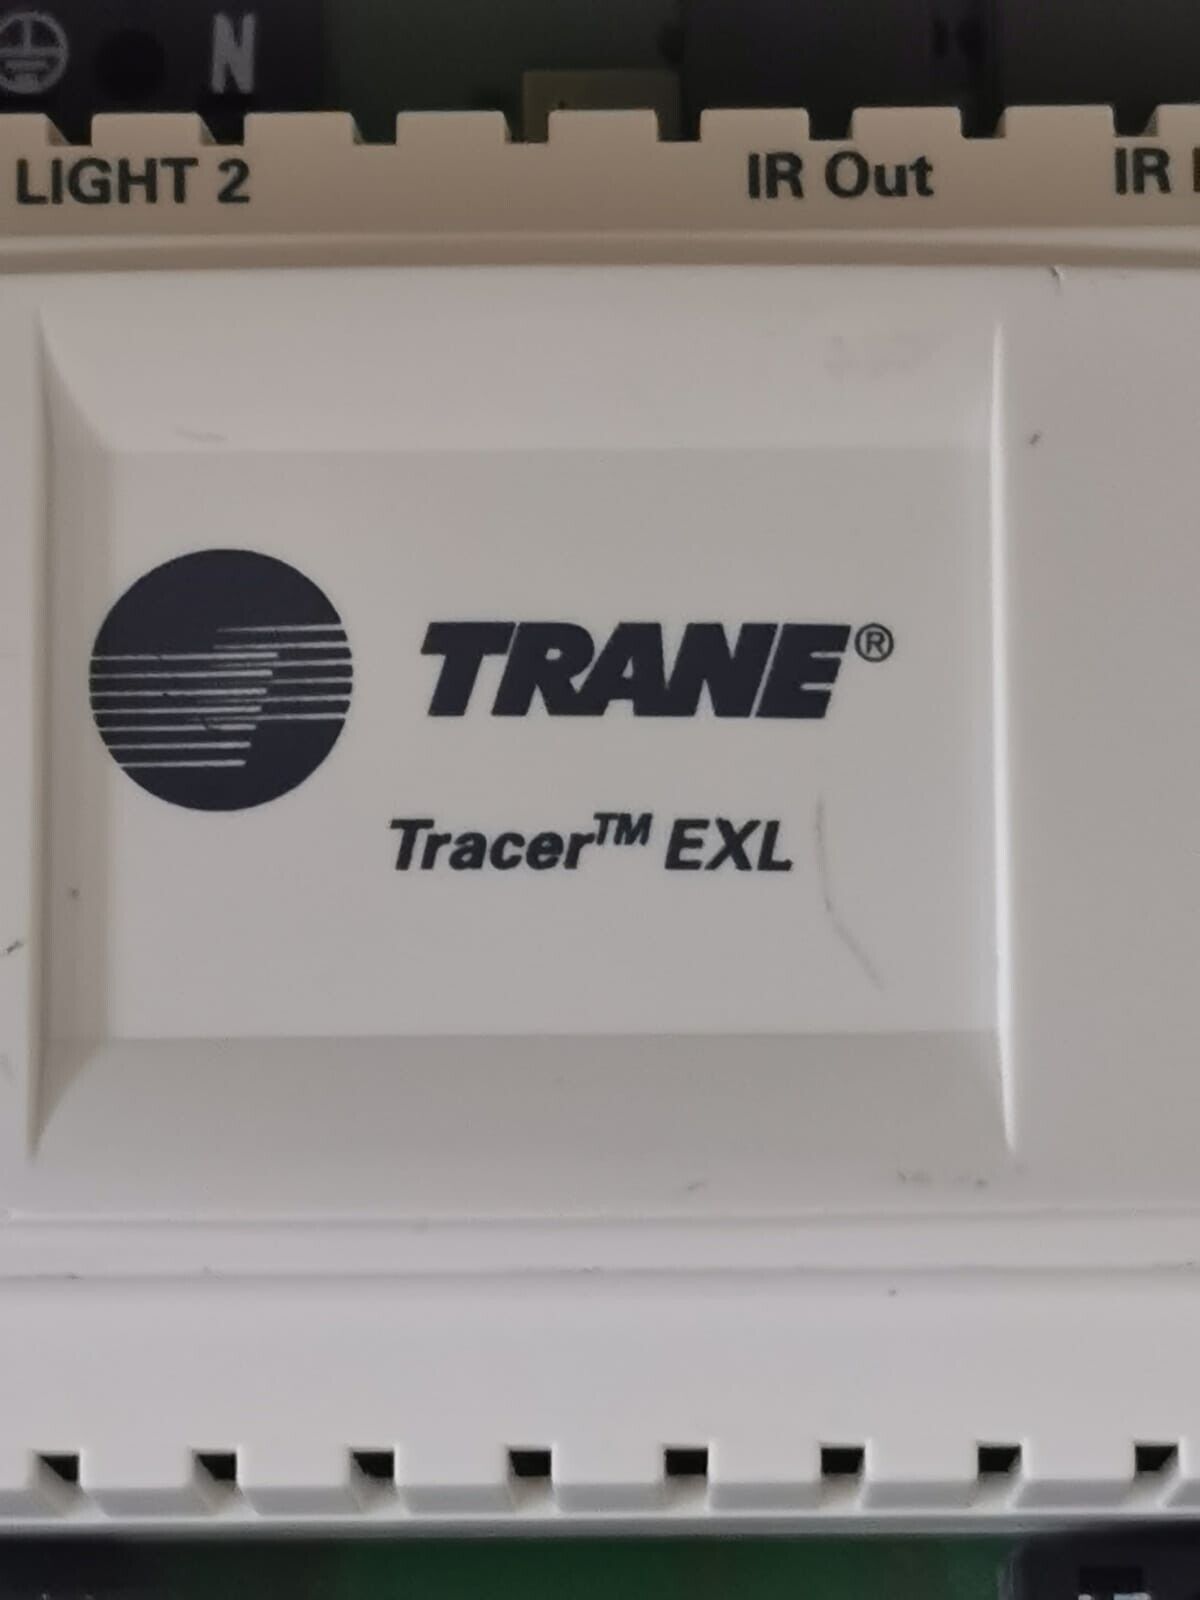 N
LIGHT 2 IR Out IR
TRANE®
Tracer™ EXL